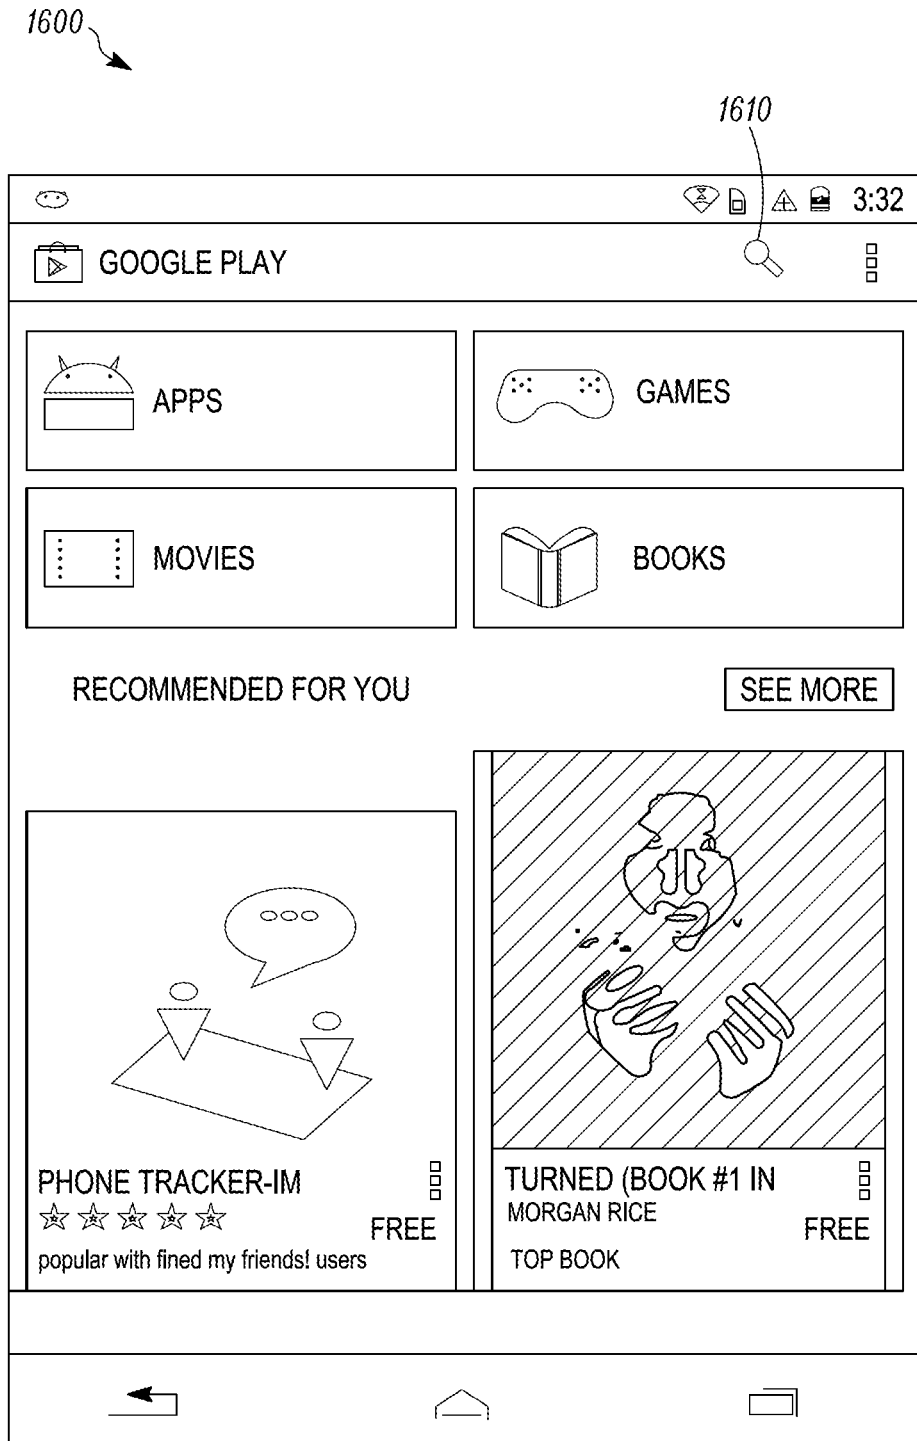 1600
1610
3:32
GOOGLE PLAY
APPS
GAMES
MOVIES
BOOKS
RECOMMENDED FOR YOU
SEE MORE
PHONE TRACKER-IM
FREE
popular with fined my friends! users
TURNED (BOOK #1 IN
MORGAN RICE
FREE
TOP BOOK